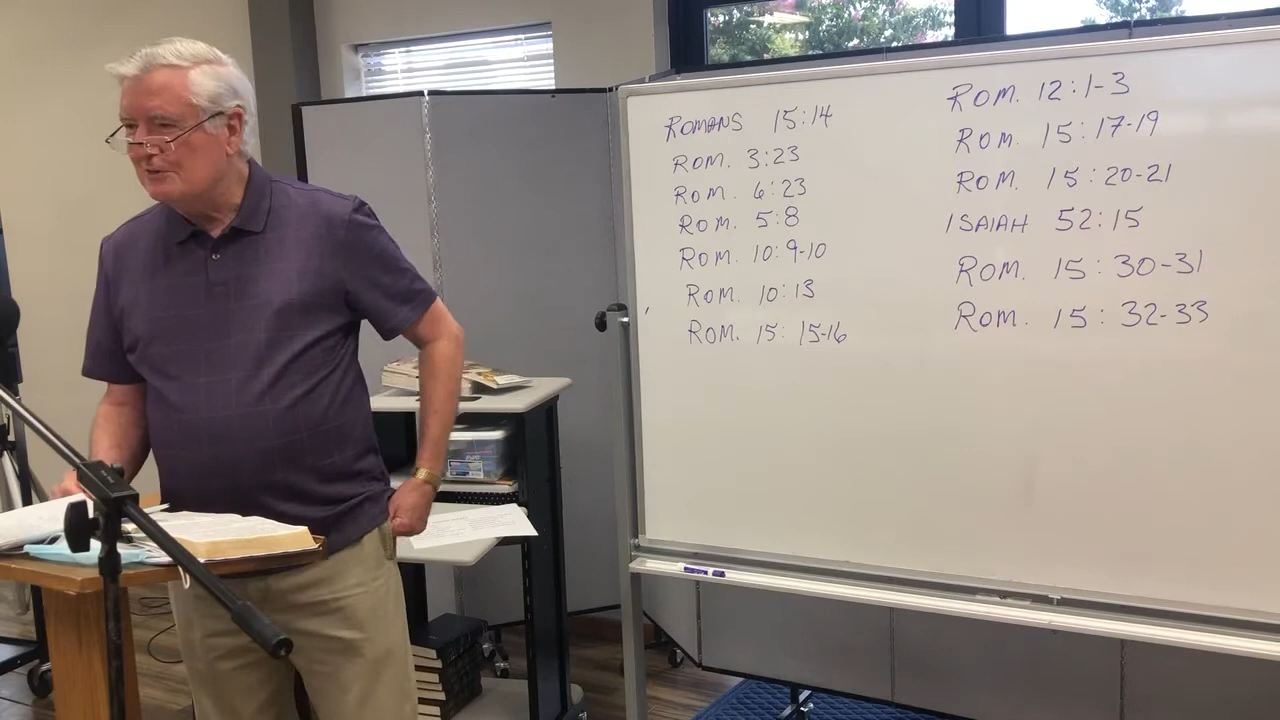 ROMANS 15:14
ROM. 3:23
ROM. 6:23
ROM. 5:8
ROM. 10:9-10
ROM. 10:13
ROM. 15:15-16
ROM. 12:1-3
ROM. 15:17-19
ROM. 15:20-21
ISAIAH 52:15
ROM. 15:30-31
ROM. 15:32-33